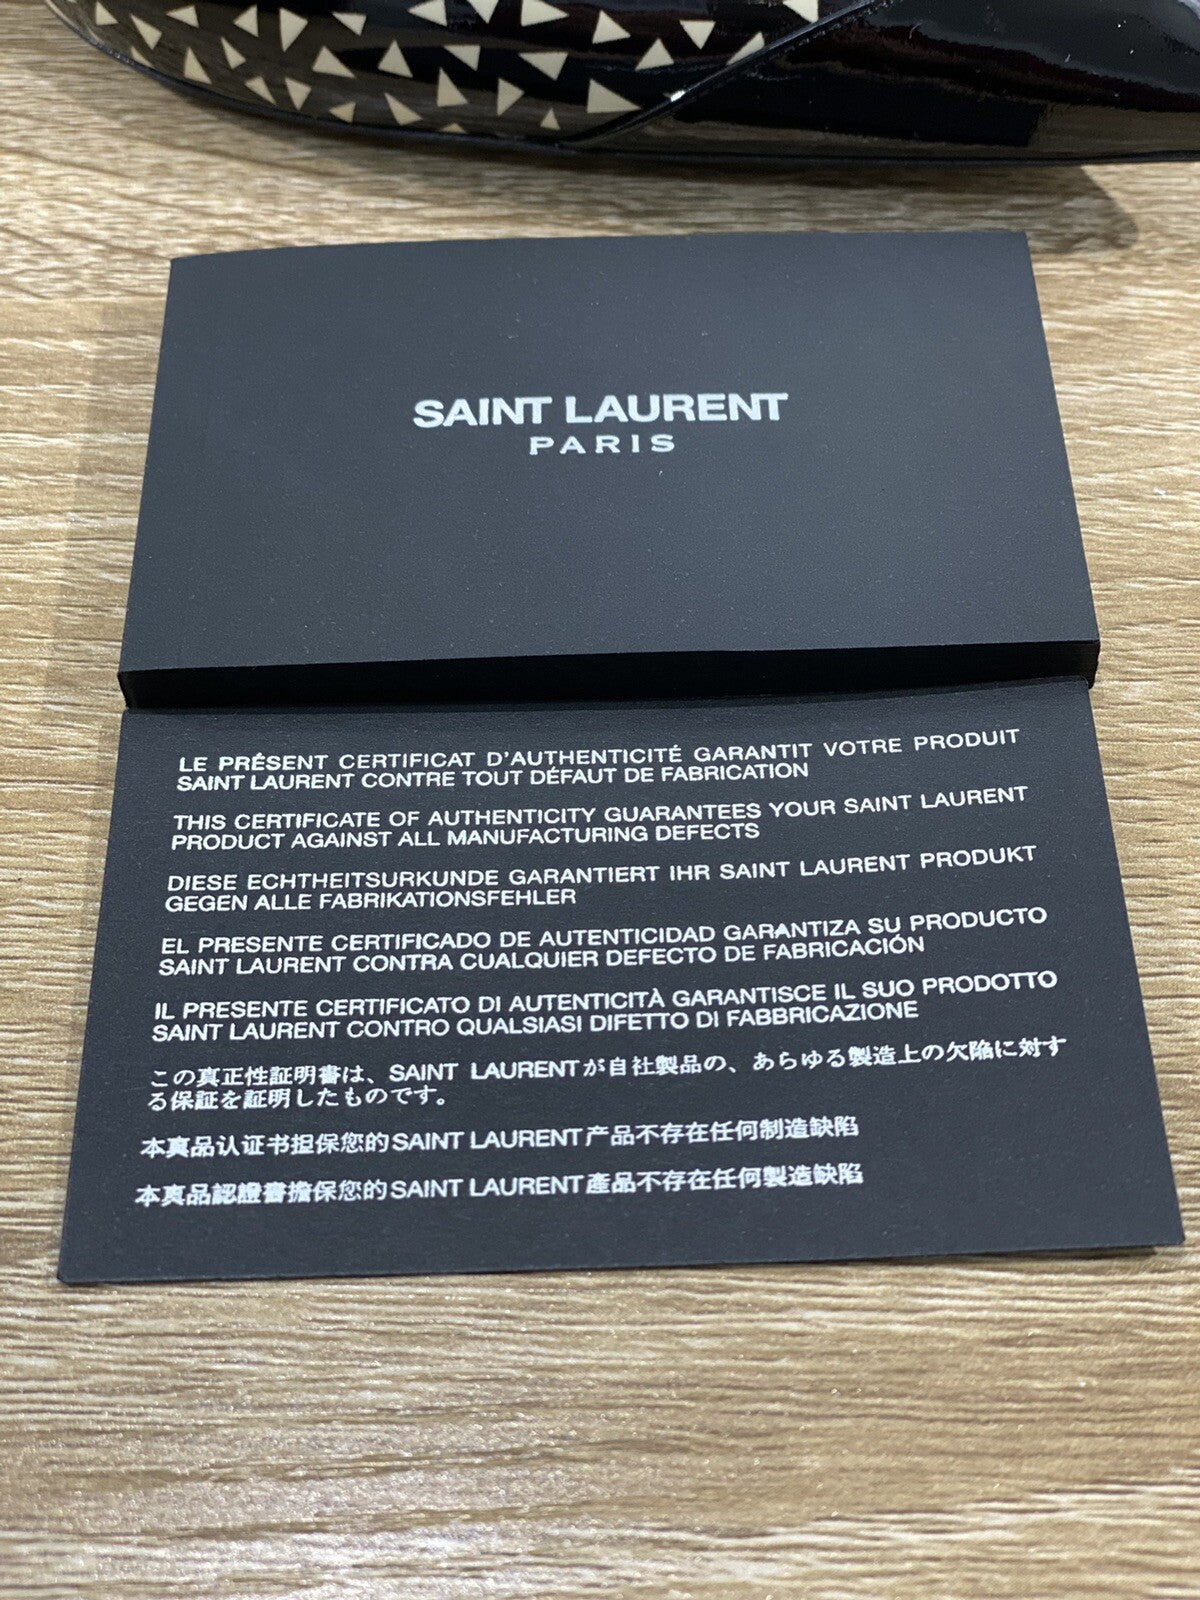 SAINT LAURENT
PARIS
LE PRÉSENT CERTIFICAT D'AUTHENTICITÉ GARANTIT VOTRE PRODUIT
SAINT LAURENT CONTRE TOUT DÉFAUT DE FABRICATION
THIS CERTIFICATE OF AUTHENTICITY GUARANTEES YOUR SAINT LAURENT
PRODUCT AGAINST ALL MANUFACTURING DEFECTS
DIESE ECHTHEITSURKUNDE GARANTIERT IHR SAINT LAURENT PRODUKT
GEGEN ALLE FABRIKATIONSFEHLER
EL PRESENTE CERTIFICADO DE AUTENTICIDAD GARANTIZA SU PRODUCTO
SAINT LAURENT CONTRA CUALQUIER DEFECTO DE FABRICACIÓN
IL PRESENTE CERTIFICATO DI AUTENTICITÀ GARANTISCE IL SUO PRODOTTO
SAINT LAURENT CONTRO QUALSIASI DIFETTO DI FABBRICAZIONE
この真正性証明書は、SAINT LAURENTが自社製品の、あらゆる製造上の欠陥に対す
る保証を証明したものです。
本真品认证书担保您的SAINT LAURENT产品不存在任何制造缺陷
本真品認證書擔保您的SAINT LAURENT產品不存在任何製造缺陷